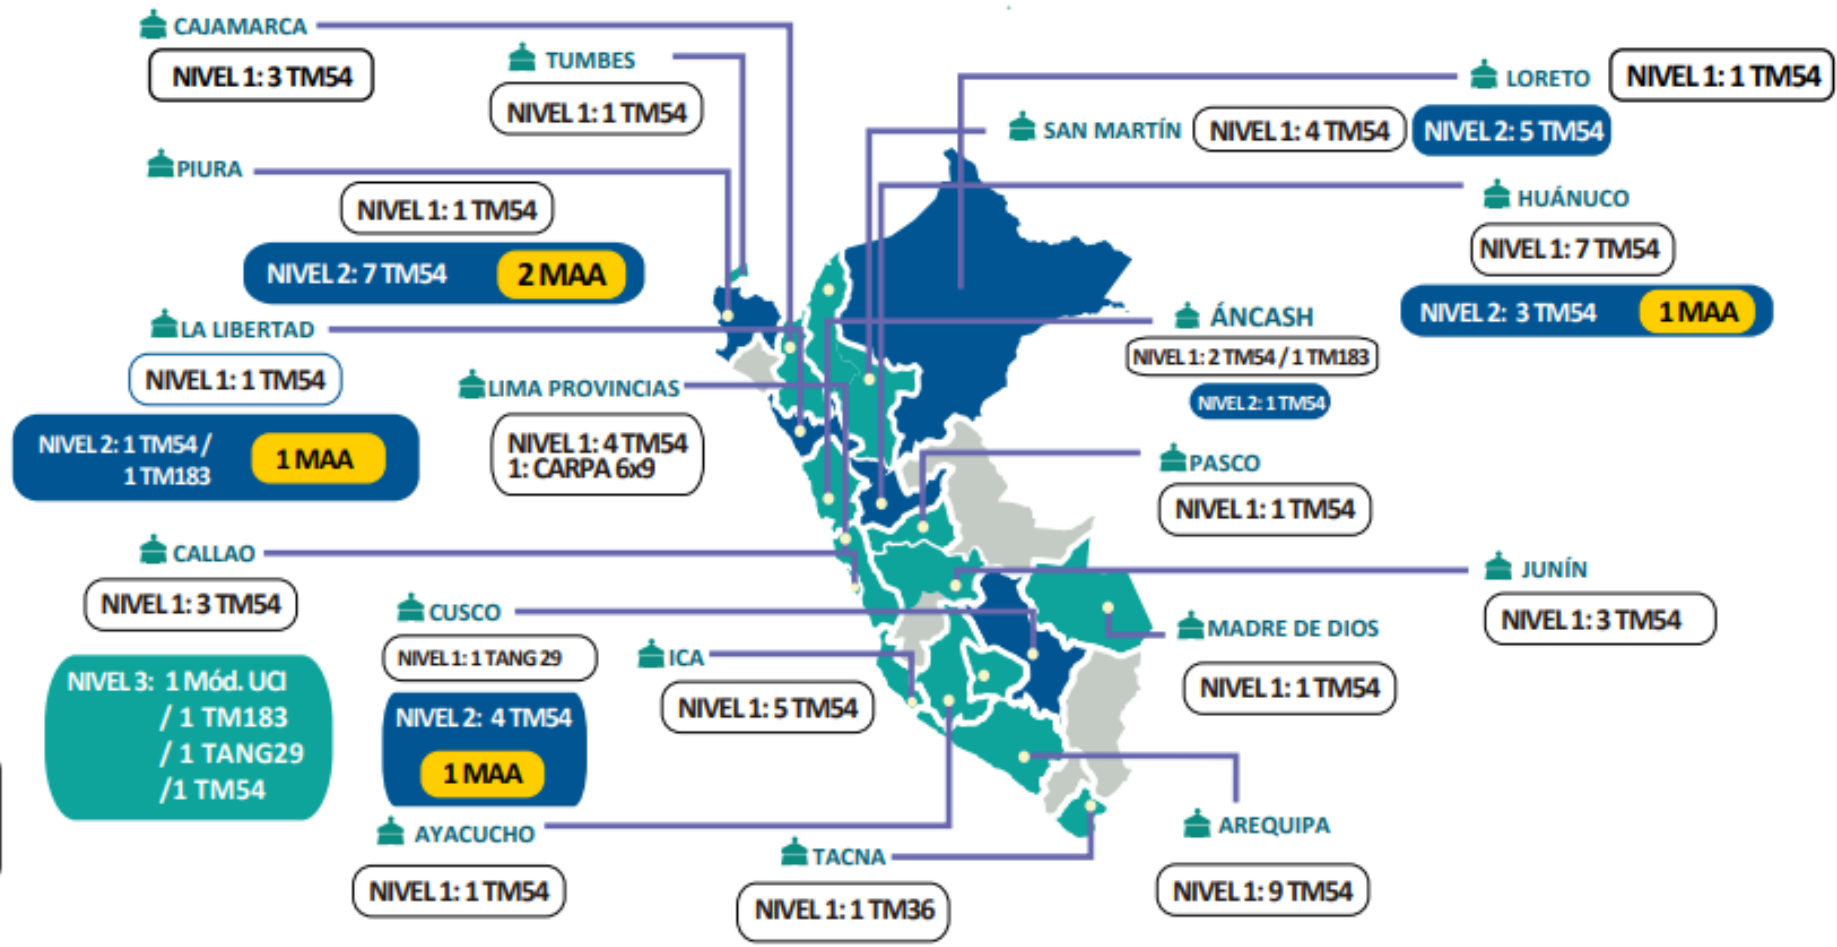 CAJAMARCA
NIVEL 1: 3 TM54
TUMBES
NIVEL 1: 1 TM54
LORETO
NIVEL 1: 1 TM54
SAN MARTÍN
NIVEL 1: 4 TM54
NIVEL 2: 5 TM54
PIURA
NIVEL 1: 1 TM54
NIVEL 2: 7 TM54
2 MAA
HUÁNUCO
NIVEL 1: 7 TM54
NIVEL 2: 3 TM54
1 MAA
LA LIBERTAD
NIVEL 1: 1 TM54
NIVEL 2: 1 TM54 /
1 TM183
1 MAA
LIMA PROVINCIAS
NIVEL 1: 4 TM54
1: CARPA 6x9
ÁNCASH
NIVEL 1: 2 TM54 / 1 TM183
NIVEL 2: 1 TM54
PASCO
NIVEL 1: 1 TM54
CALLAO
NIVEL 1: 3 TM54
NIVEL 3: 1 Mód. UCI
/ 1 TM183
/ 1 TANG29
/1 TM54
CUSCO
NIVEL 1: 1 TANG 29
NIVEL 2: 4 TM54
1 MAA
ICA
NIVEL 1: 5 TM54
JUNÍN
NIVEL 1: 3 TM54
MADRE DE DIOS
NIVEL 1: 1 TM54
AYACUCHO
NIVEL 1: 1 TM54
TACNA
NIVEL 1: 1 TM36
AREQUIPA
NIVEL 1: 9 TM54